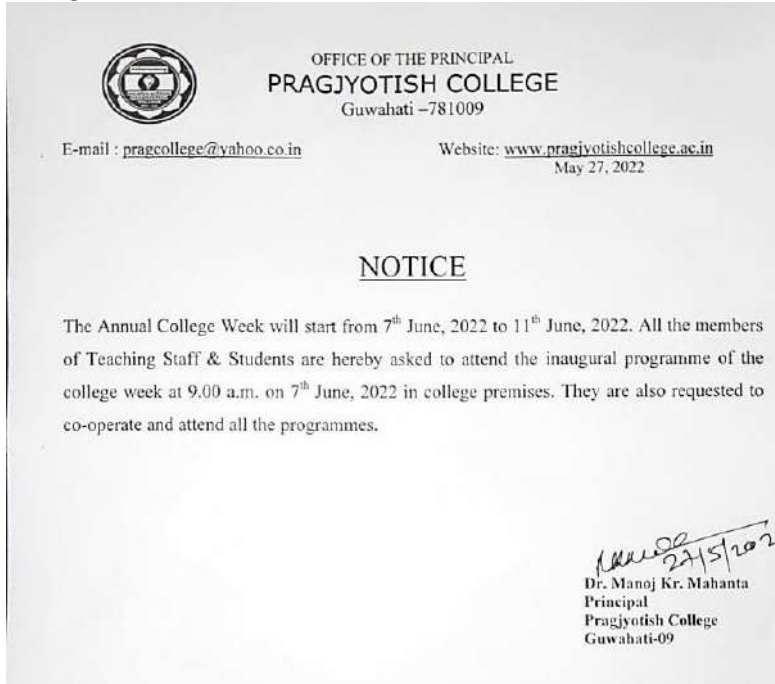 OFFICE OF THE PRINCIPAL
PRAGJYOTISH COLLEGE
Guwahati –781009
E-mail : pragcollege@yahoo.co.in Website: www.pragjyotishcollege.ac.in
May 27, 2022
NOTICE
The Annual College Week will start from 7th June, 2022 to 11th June, 2022. All the members
of Teaching Staff & Students are hereby asked to attend the inaugural programme of the
college week at 9.00 a.m. on 7th June, 2022 in college premises. They are also requested to
co-operate and attend all the programmes.
27/5/202
Dr. Manoj Kr. Mahanta
Principal
Pragjyotish College
Guwahati-09